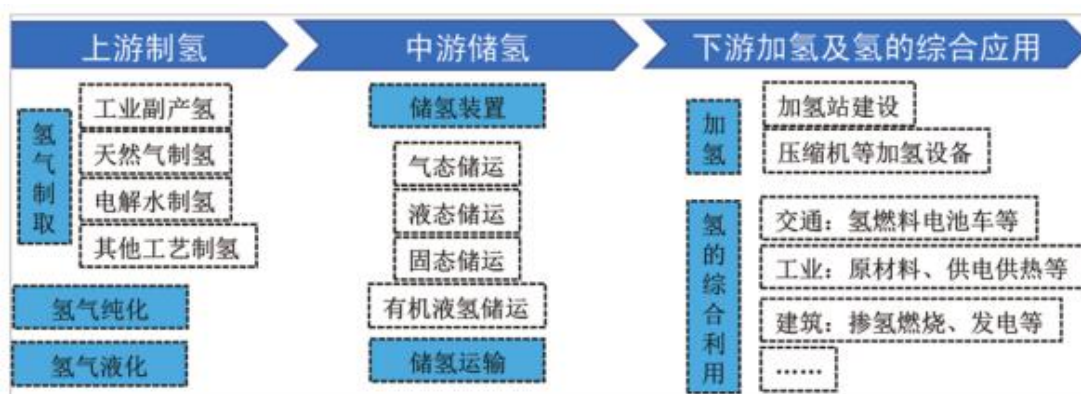 上游制氢
中游储氢
下游加氢及氢的综合应用
氢气制取
工业副产氢
天然气制氢
电解水制氢
其他工艺制氢
氢气纯化
氢气液化
储氢装置
气态储运
液态储运
固态储运
有机液氢储运
储氢运输
加氢
加氢站建设
压缩机等加氢设备
氢的综合利用
交通：氢燃料电池车等
工业：原材料、供电供热等
建筑：掺氢燃烧、发电等
……